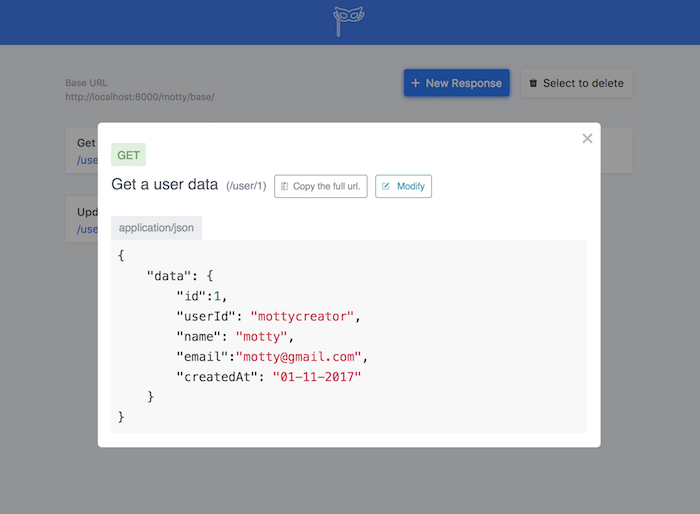 Base URL
http://localhost:8000/motty/base/
+ New Response
Select to delete
Get
/use
Upd
/use
GET
Get a user data (/user/1) Copy the full url. Modify
application/json
{
    "data": {
        "id":1,
        "userId": "mottycreator",
        "name": "motty",
        "email":"motty@gmail.com",
        "createdAt": "01-11-2017"
    }
}